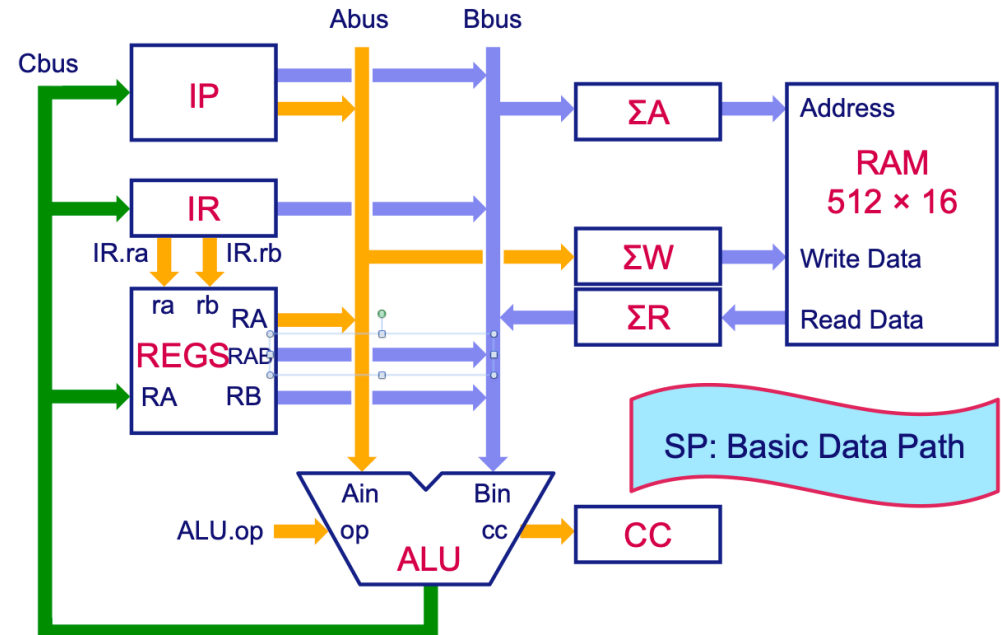 Abus
Bbus
Cbus
IP
ΣA
Address
RAM
512 × 16
IR
IR.ra
IR.rb
ΣW
Write Data
ra
rb
RA
ΣR
Read Data
REGS
RAB
RA
RB
SP: Basic Data Path
Ain
Bin
ALU.op
op
cc
CC
ALU